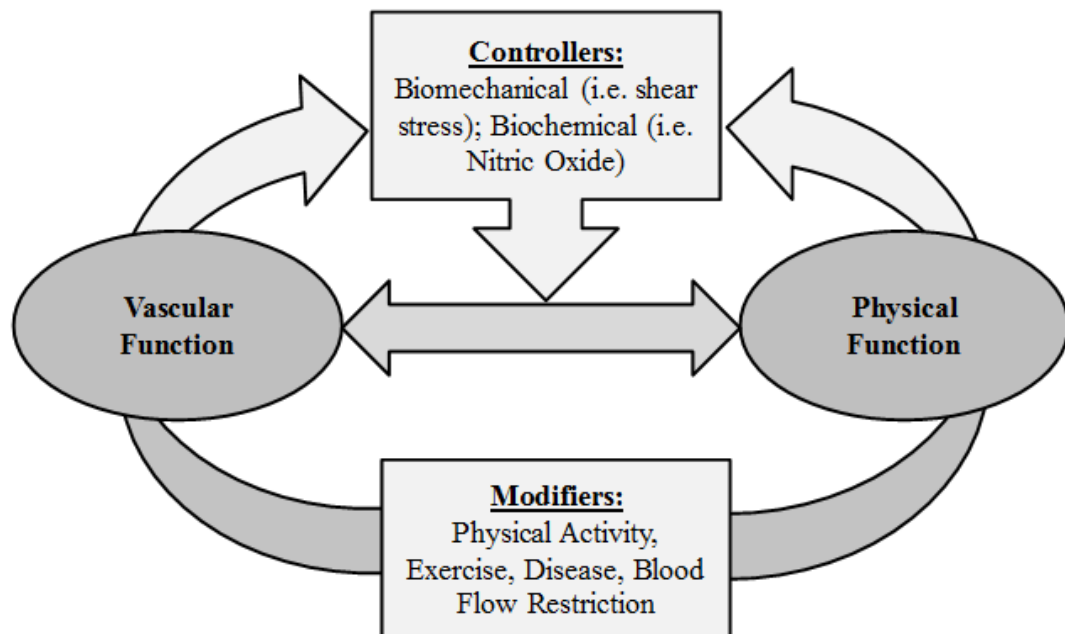 Controllers:
Biomechanical (i.e. shear
stress); Biochemical (i.e.
Nitric Oxide)
Vascular
Function
Physical
Function
Modifiers:
Physical Activity,
Exercise, Disease, Blood
Flow Restriction